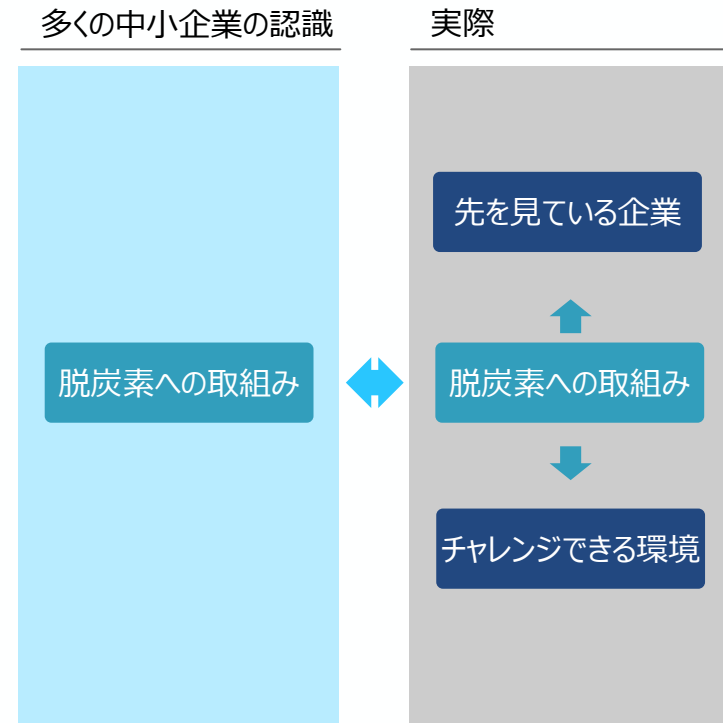 多くの中小企業の認識
実際
先を見ている企業
脱炭素への取組み
脱炭素への取組み
チャレンジできる環境